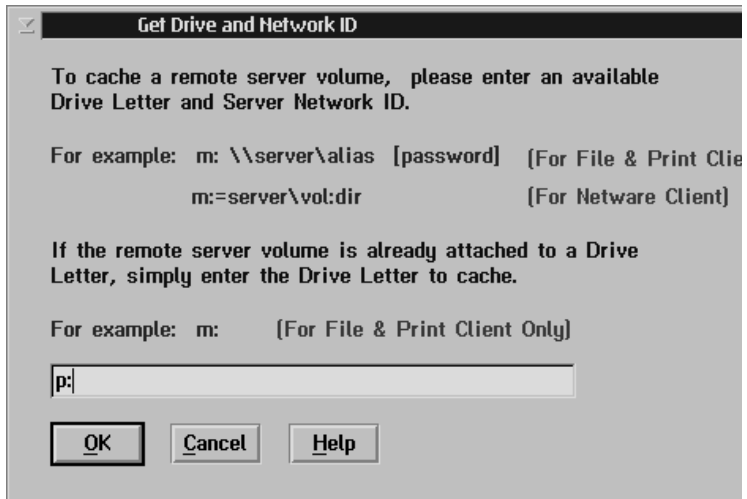 Get Drive and Network ID
To cache a remote server volume, please enter an available
Drive Letter and Server Network ID.
For example: m: \\server\alias [password] (For File & Print Clie
m:=server\vol:dir (For Netware Client)
If the remote server volume is already attached to a Drive
Letter, simply enter the Drive Letter to cache.
For example: m: (For File & Print Client Only)
p:
OK Cancel Help